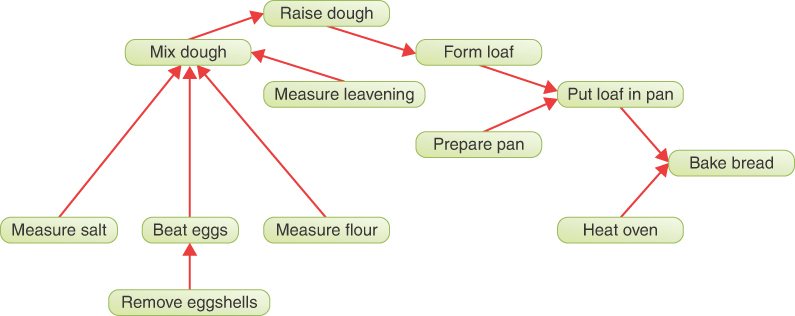 Raise dough
Mix dough
Form loaf
Measure leavening
Put loaf in pan
Prepare pan
Bake bread
Measure salt
Beat eggs
Measure flour
Heat oven
Remove eggshells